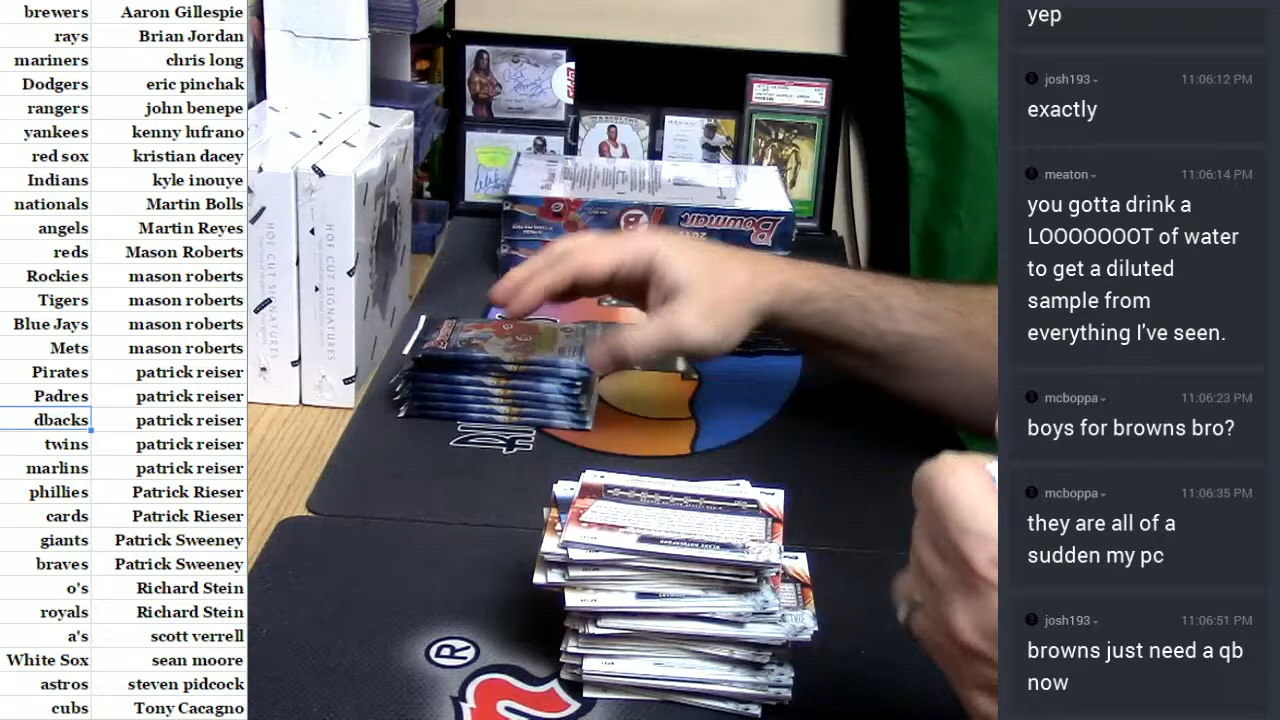 brewers Aaron Gillespie
rays Brian Jordan
mariners chris long
Dodgers eric pinchak
rangers john benepe
yankees kenny lufrano
red sox kristian dacey
Indians kyle inouye
nationals Martin Bolls
angels Martin Reyes
reds Mason Roberts
Rockies mason roberts
Tigers mason roberts
Blue Jays mason roberts
Mets mason roberts
Pirates patrick reiser
Padres patrick reiser
dbacks patrick reiser
twins patrick reiser
marlins patrick reiser
phillies Patrick Rieser
cards Patrick Rieser
giants Patrick Sweeney
braves Patrick Sweeney
o's Richard Stein
royals Richard Stein
a's scott verrell
White Sox sean moore
astros steven pidcock
cubs Tony Cacagno
HOF CUT SIGNATURES
HOF CUT SIGNATURES
Bowman
BLAKE RUTHERFORD
®
yep
josh193 11:06:12 PM
exactly
meaton 11:06:14 PM
you gotta drink a
LOOOOOOOT of water
to get a diluted
sample from
everything I've seen.
mcboppa 11:06:23 PM
boys for browns bro?
mcboppa 11:06:35 PM
they are all of a
sudden my pc
josh193 11:06:51 PM
browns just need a qb
now